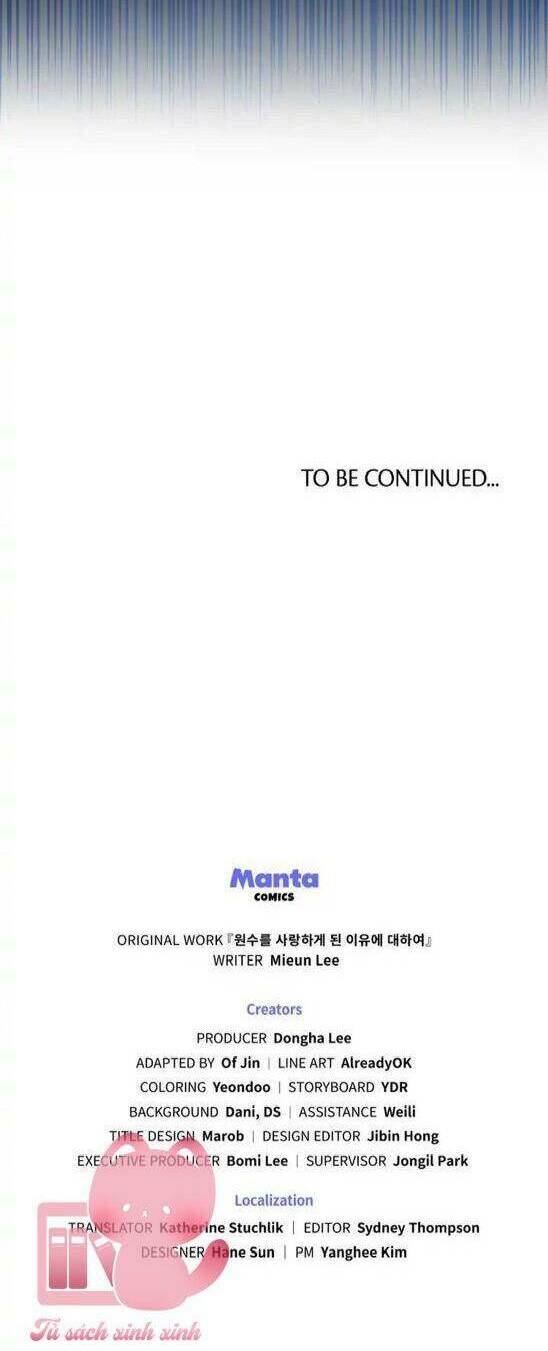 TO BE CONTINUED...
Manta
COMICS
ORIGINAL WORK『원수를 사랑하게 된 이유에 대하여』
WRITER Mieun Lee
Creators
PRODUCER Dongha Lee
ADAPTED BY Of Jin | LINE ART AlreadyOK
COLORING Yeondoo | STORYBOARD YDR
BACKGROUND Dani, DS | ASSISTANCE Weili
TITLE DESIGN Marob | DESIGN EDITOR Jibin Hong
EXECUTIVE PRODUCER Bomi Lee | SUPERVISOR Jongil Park
Localization
TRANSLATOR Katherine Stuchlik | EDITOR Sydney Thompson
DESIGNER Hane Sun | PM Yanghee Kim
Tủ sách xinh xinh